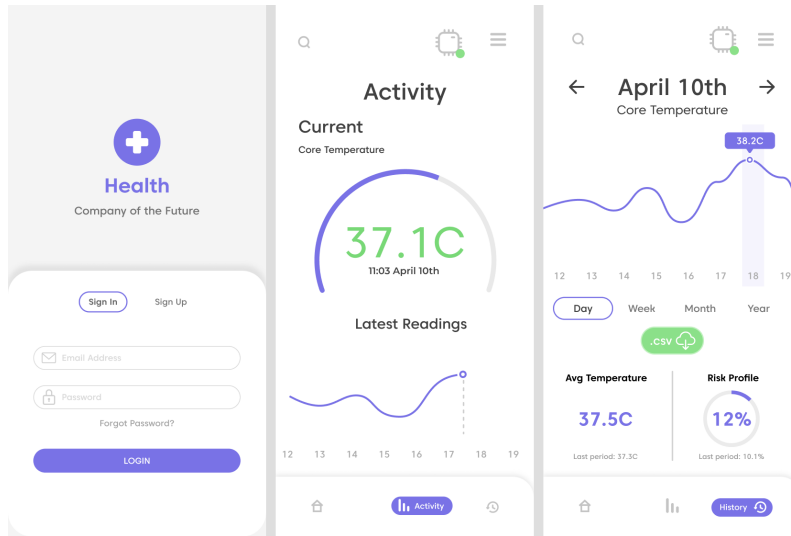 Health
Company of the Future
Sign In Sign Up
Email Address
Password
Forgot Password?
LOGIN
Activity
Current
Core Temperature
37.1C
11:03 April 10th
Latest Readings
12 13 14 15 16 17 18 19
Activity
April 10th
Core Temperature
38.2C
12 13 14 15 16 17 18 19
Day Week Month Year
.csv
Avg Temperature
37.5C
Last period: 37.3C
Risk Profile
12%
Last period: 10.1%
History